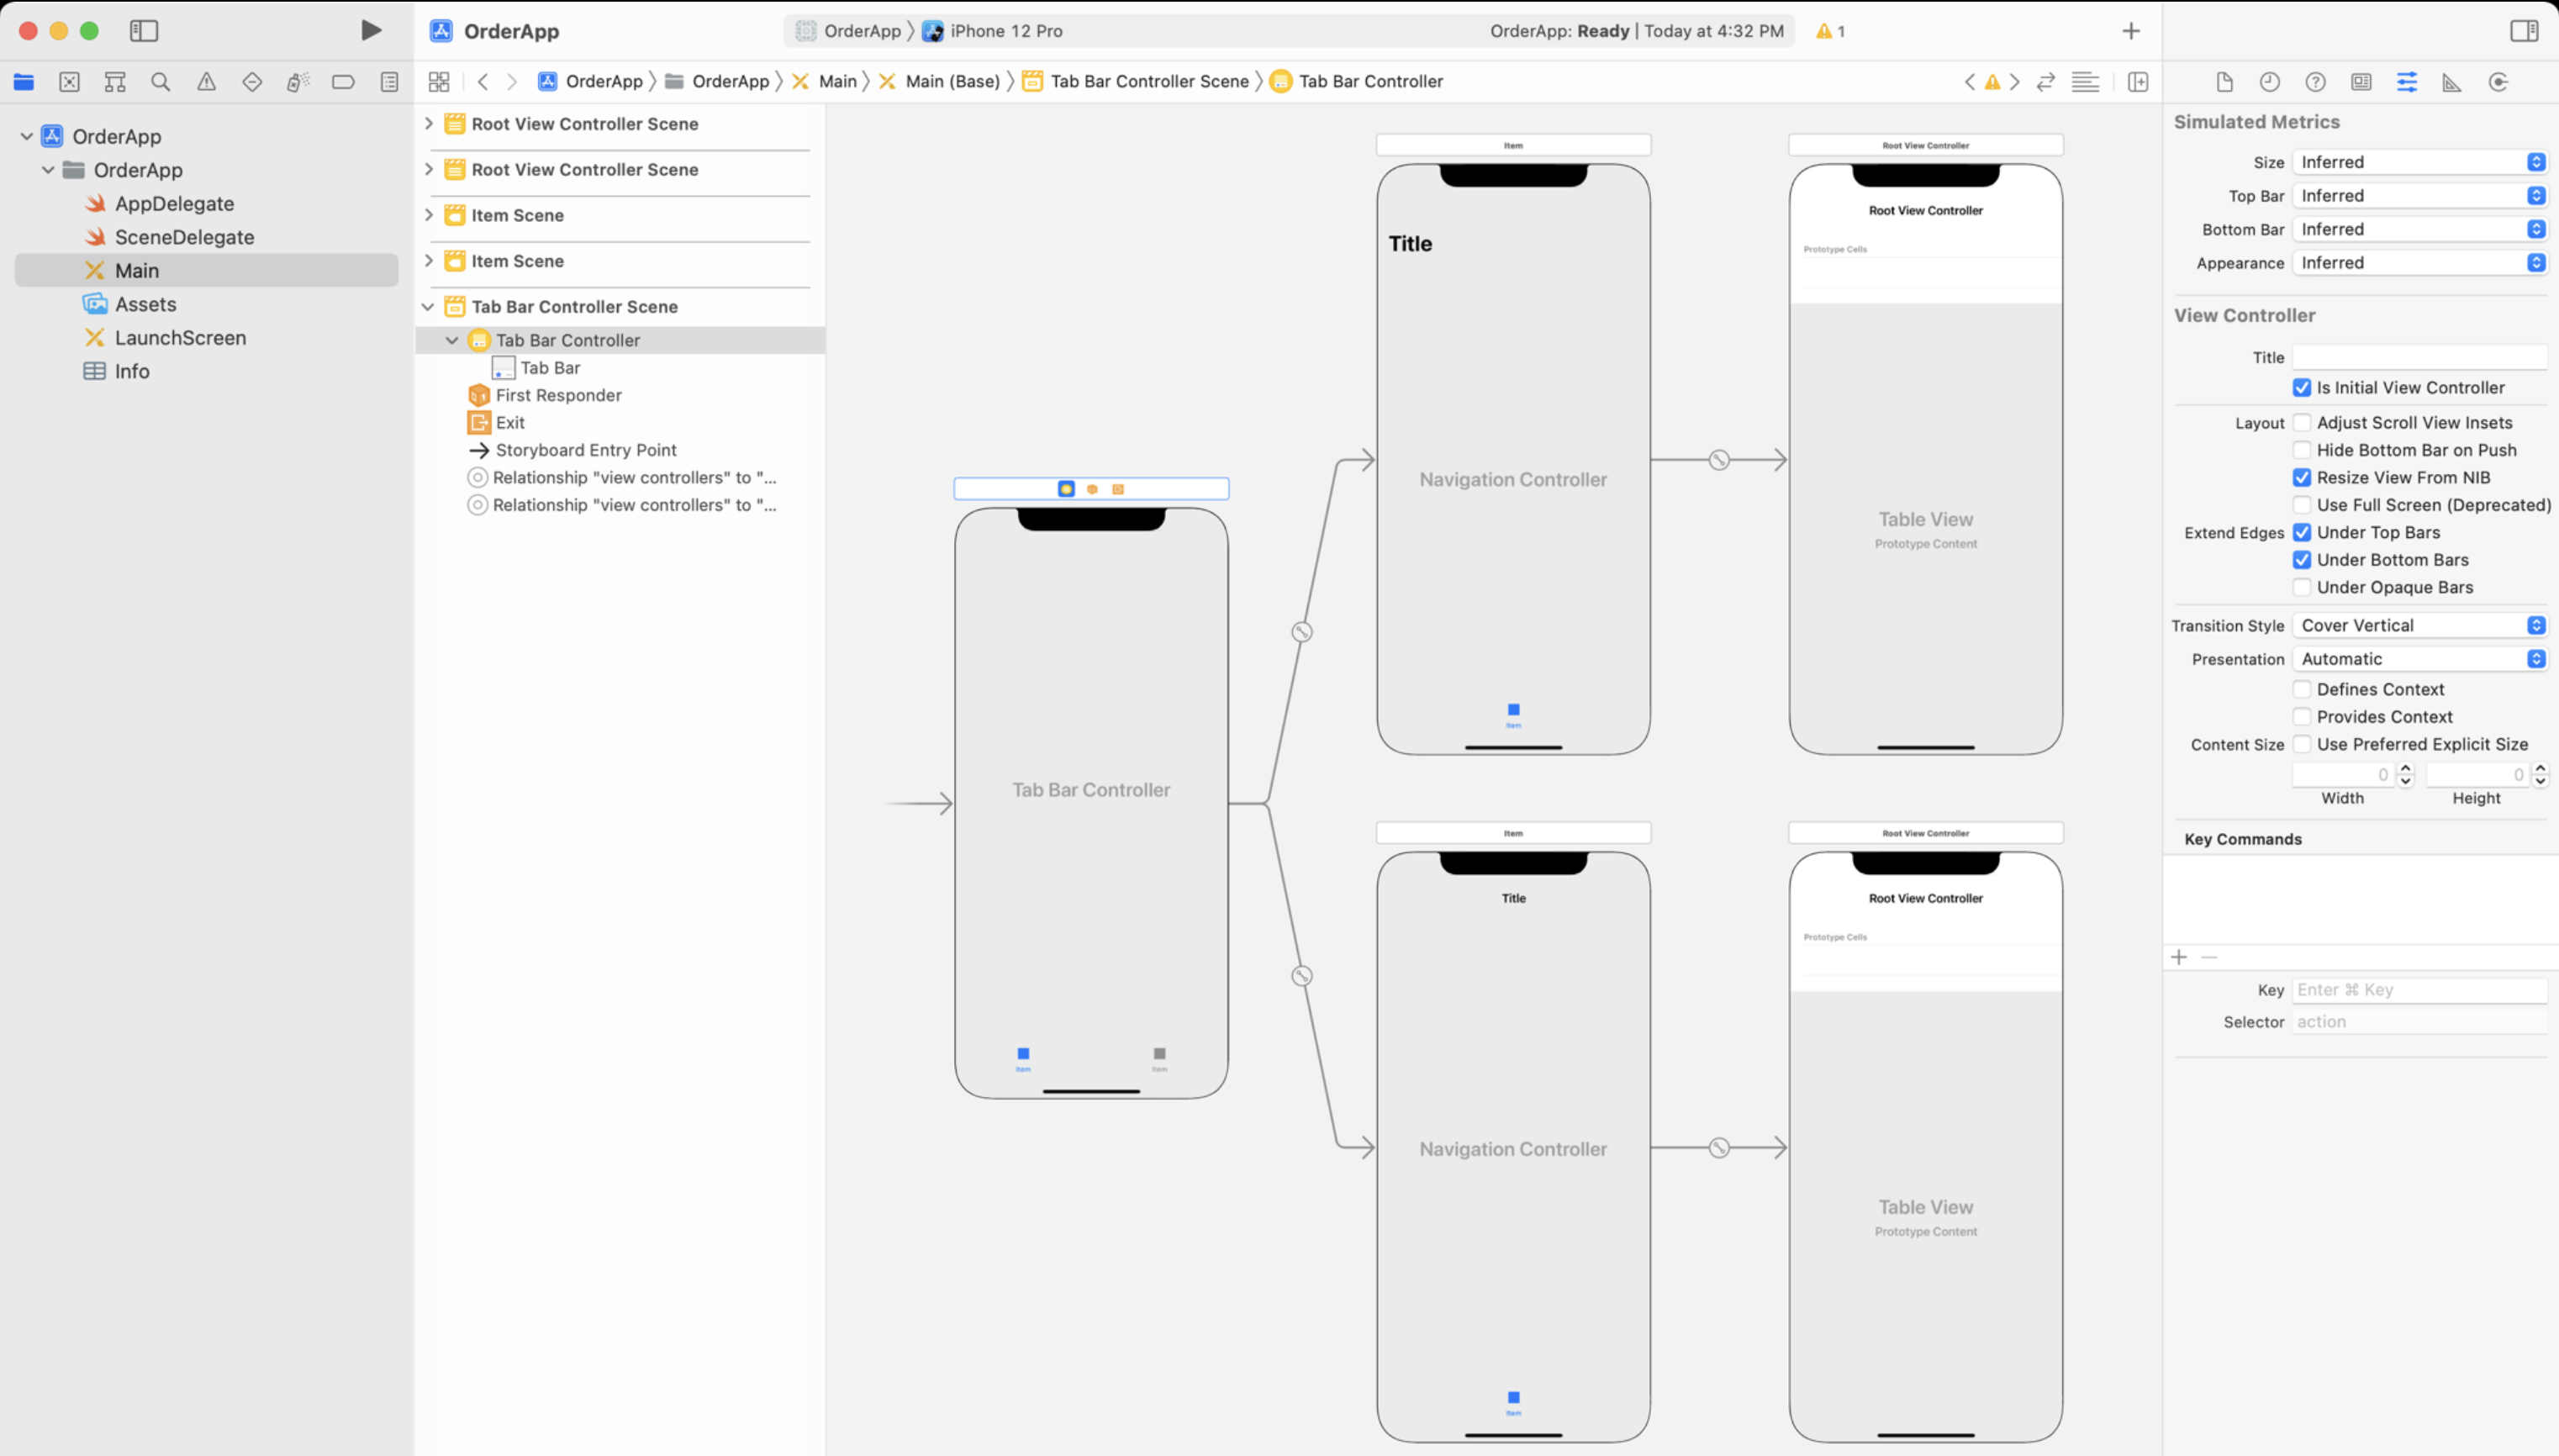 OrderApp
OrderApp 〉 iPhone 12 Pro
OrderApp: Ready | Today at 4:32 PM
1
OrderApp 〉 OrderApp 〉 Main 〉 Main (Base) 〉 Tab Bar Controller Scene 〉 Tab Bar Controller
OrderApp
OrderApp
AppDelegate
SceneDelegate
Main
Assets
LaunchScreen
Info
Root View Controller Scene
Root View Controller Scene
Item Scene
Item Scene
Tab Bar Controller Scene
Tab Bar Controller
Tab Bar
First Responder
Exit
Storyboard Entry Point
Relationship "view controllers" to "...
Relationship "view controllers" to "...
Tab Bar Controller
Item
Item
Item
Title
Navigation Controller
Item
Root View Controller
Root View Controller
Prototype Cells
Table View
Prototype Content
Item
Title
Navigation Controller
Item
Root View Controller
Root View Controller
Prototype Cells
Table View
Prototype Content
Simulated Metrics
Size Inferred
Top Bar Inferred
Bottom Bar Inferred
Appearance Inferred
View Controller
Title
Is Initial View Controller
Layout Adjust Scroll View Insets
Hide Bottom Bar on Push
Resize View From NIB
Use Full Screen (Deprecated)
Extend Edges Under Top Bars
Under Bottom Bars
Under Opaque Bars
Transition Style Cover Vertical
Presentation Automatic
Defines Context
Provides Context
Content Size Use Preferred Explicit Size
0 0
Width Height
Key Commands
Key Enter ⌘ Key
Selector action